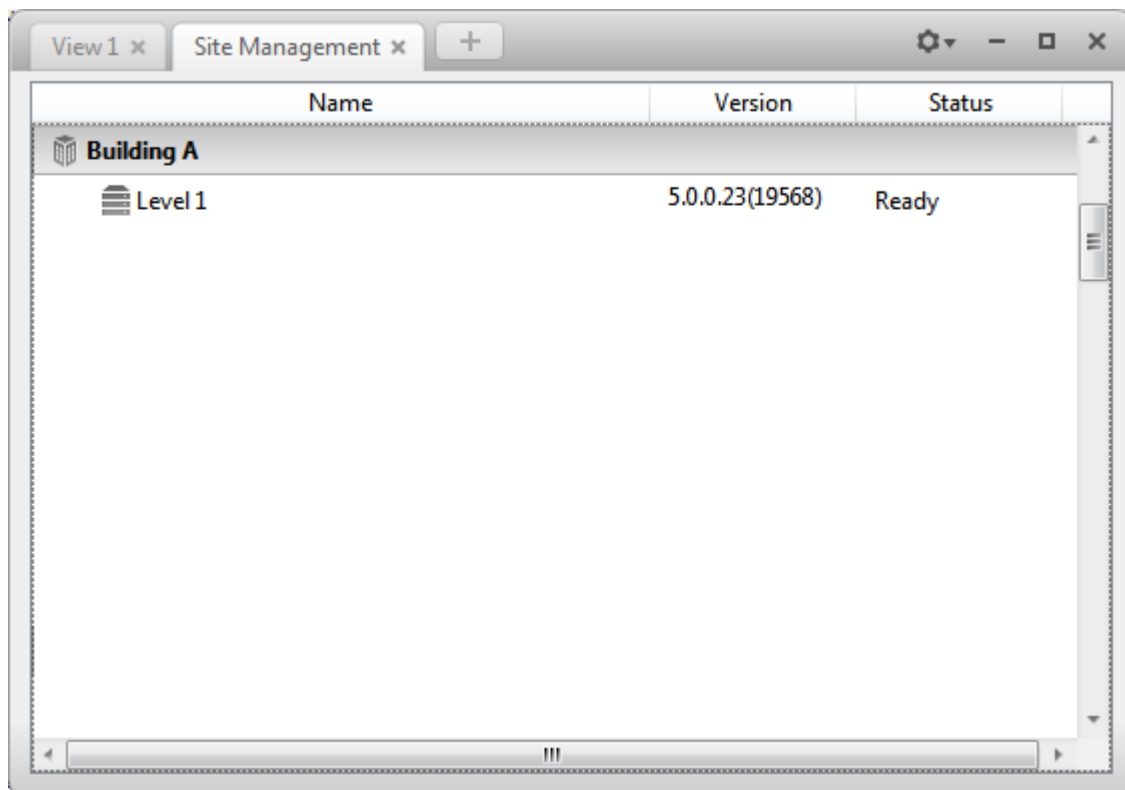 View 1 Site Management
Name Version Status
Building A
Level 1 5.0.0.23(19568) Ready